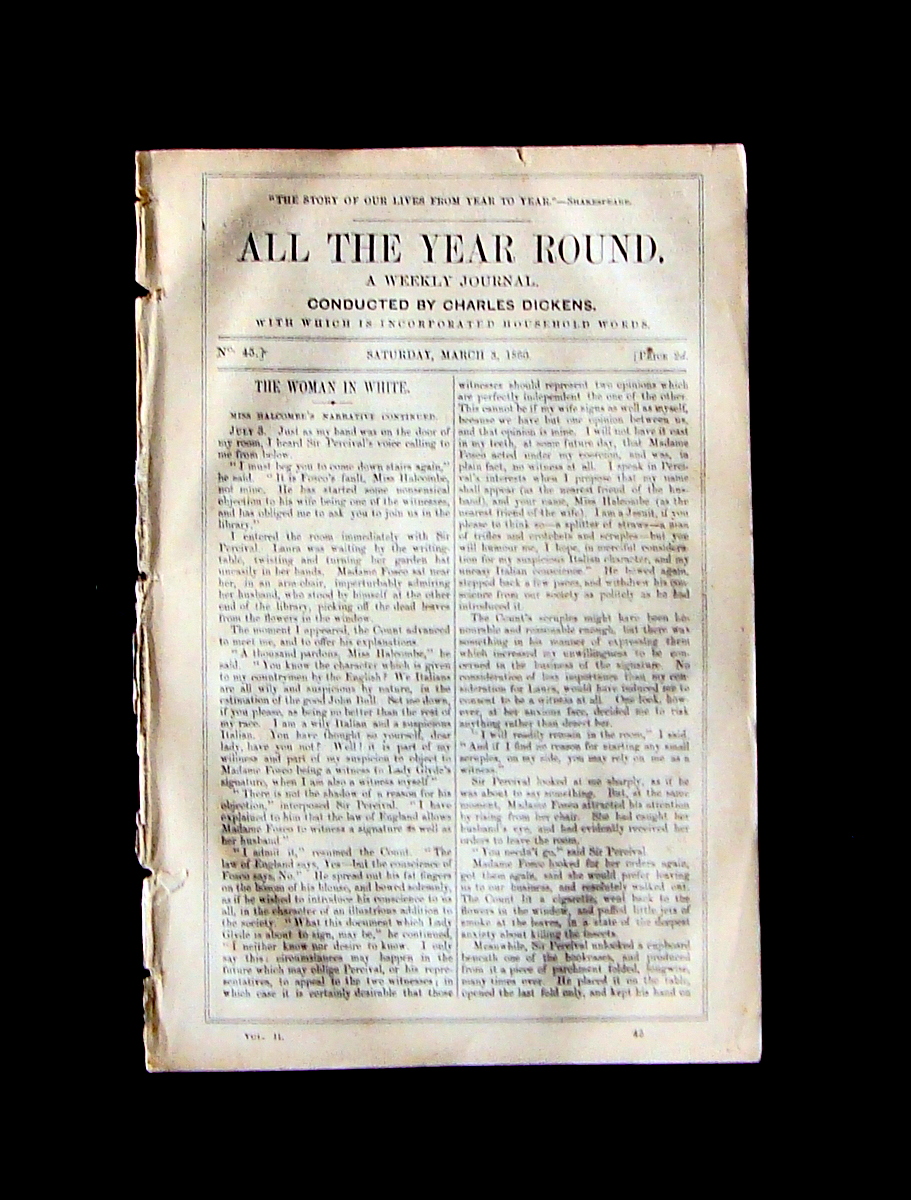 "THE STORY OF OUR LIVES FROM YEAR TO YEAR."—SHAKESPEARE.
ALL THE YEAR ROUND.
A WEEKLY JOURNAL.
CONDUCTED BY CHARLES DICKENS.
WITH WHICH IS INCORPORATED HOUSEHOLD WORDS.
No. 45.}
SATURDAY, MARCH 3, 1860.
[PRICE 2d.
THE WOMAN IN WHITE.
MISS HALCOMBE'S NARRATIVE CONTINUED.
JULY 3. Just as my hand was on the door of
my room, I heard Sir Percival's voice calling to
me from below.
"I must beg you to come down stairs again,"
he said. "It is Fosco's fault, Miss Halcombe,
not mine. He has started some nonsensical
objection to his wife being one of the witnesses,
and has obliged me to ask you to join us in the
library."
I entered the room immediately with Sir
Percival. Laura was waiting by the writing-
table, twisting and turning her garden hat
uneasily in her hands. Madame Fosco sat near
her, in an arm-chair, imperturbably admiring
her husband, who stood by himself at the other
end of the library, picking off the dead leaves
from the flowers in the window.
The moment I appeared, the Count advanced
to meet me, and to offer his explanations.
"A thousand pardons, Miss Halcombe," he
said. "You know the character which is given
to my countrymen by the English? We Italians
are all wily and suspicious by nature, in the
estimation of the good John Bull. Set me down,
if you please, as being no better than the rest of
my race. I am a wily Italian and a suspicious
Italian. You have thought so yourself, dear
lady, have you not? Well! it is part of my
wiliness and part of my suspicion to object to
Madame Fosco being a witness to Lady Glyde's
signature, when I am also a witness myself."
"There is not the shadow of a reason for his
objection," interposed Sir Percival. "I have
explained to him that the law of England allows
Madame Fosco to witness a signature as well as
her husband."
"I admit it," resumed the Count. "The
law of England says, Yes—but the conscience of
Fosco says, No." He spread out his fat fingers
on the bosom of his blouse, and bowed solemnly,
as if he wished to introduce his conscience to us
all, in the character of an illustrious addition to
the society. "What this document which Lady
Glyde is about to sign, may be," he continued,
"I neither know nor desire to know. I only
say this: circumstances may happen in the
future which may oblige Percival, or his repre-
sentatives, to appeal to the two witnesses; in
which case it is certainly desirable that those
witnesses should represent two opinions which
are perfectly independent the one of the other.
This cannot be if my wife signs as well as myself,
because we have but one opinion between us,
and that opinion is mine. I will not have it cast
in my teeth, at some future day, that Madame
Fosco acted under my coercion, and was, in
plain fact, no witness at all. I speak in Perci-
val's interests when I propose that my name
shall appear (as the nearest friend of the hus-
band), and your name, Miss Halcombe (as the
nearest friend of the wife). I am a Jesuit, if you
please to think so—a splitter of straws—a man
of trifles and crotchets and scruples—but you
will humour me, I hope, in merciful considera-
tion for my suspicious Italian character, and my
uneasy Italian conscience." He bowed again,
stepped back a few paces, and withdrew his con-
science from our society as politely as he had
introduced it.
The Count's scruples might have been ho-
nourable and reasonable enough, but there was
something in his manner of expressing them
which increased my unwillingness to be con-
cerned in the business of the signature. No
consideration of less importance than my con-
sideration for Laura, would have induced me to
consent to be a witness at all. One look, how-
ever, at her anxious face, decided me to risk
anything rather than desert her.
"I will readily remain in the room," I said.
"And if I find no reason for starting any small
scruples, on my side, you may rely on me as a
witness."
Sir Percival looked at me sharply, as if he
was about to say something. But, at the same
moment, Madame Fosco attracted his attention
by rising from her chair. She had caught her
husband's eye, and had evidently received her
orders to leave the room.
"You needn't go," said Sir Percival.
Madame Fosco looked for her orders again,
got them again, said she would prefer leaving
us to our business, and resolutely walked out.
The Count lit a cigarette, went back to the
flowers in the window, and puffed little jets of
smoke at the leaves, in a state of the deepest
anxiety about killing the insects.
Meanwhile, Sir Percival unlocked a cupboard
beneath one of the bookcases, and produced
from it a piece of parchment folded, longwise,
many times over. He placed it on the table,
opened the last fold only, and kept his hand on
VOL. II.
45